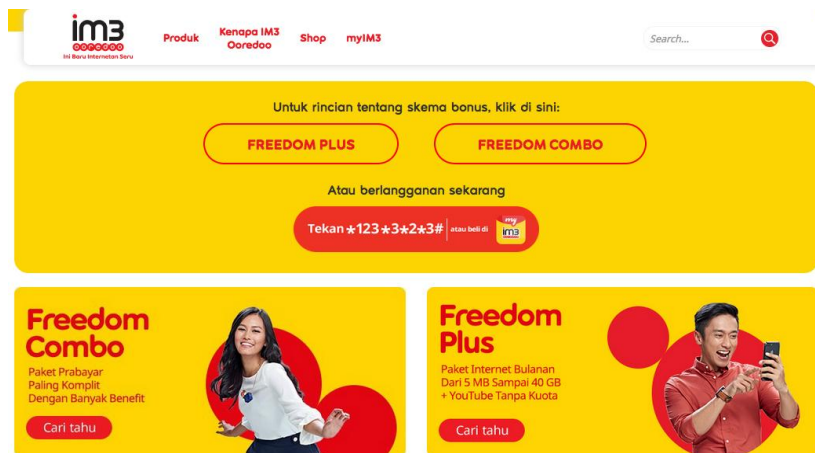 im3
ooredoo
Ini Baru Internetan Seru
Produk
Kenapa IM3
Ooredoo
Shop
myIM3
Search...
Untuk rincian tentang skema bonus, klik di sini:
FREEDOM PLUS
FREEDOM COMBO
Atau berlangganan sekarang
Tekan *123*3*2*3# atau beli di
my
im3
Freedom
Combo
Paket Prabayar
Paling Komplit
Dengan Banyak Benefit
Cari tahu
Freedom
Plus
Paket Internet Bulanan
Dari 5 MB Sampai 40 GB
+ YouTube Tanpa Kuota
Cari tahu